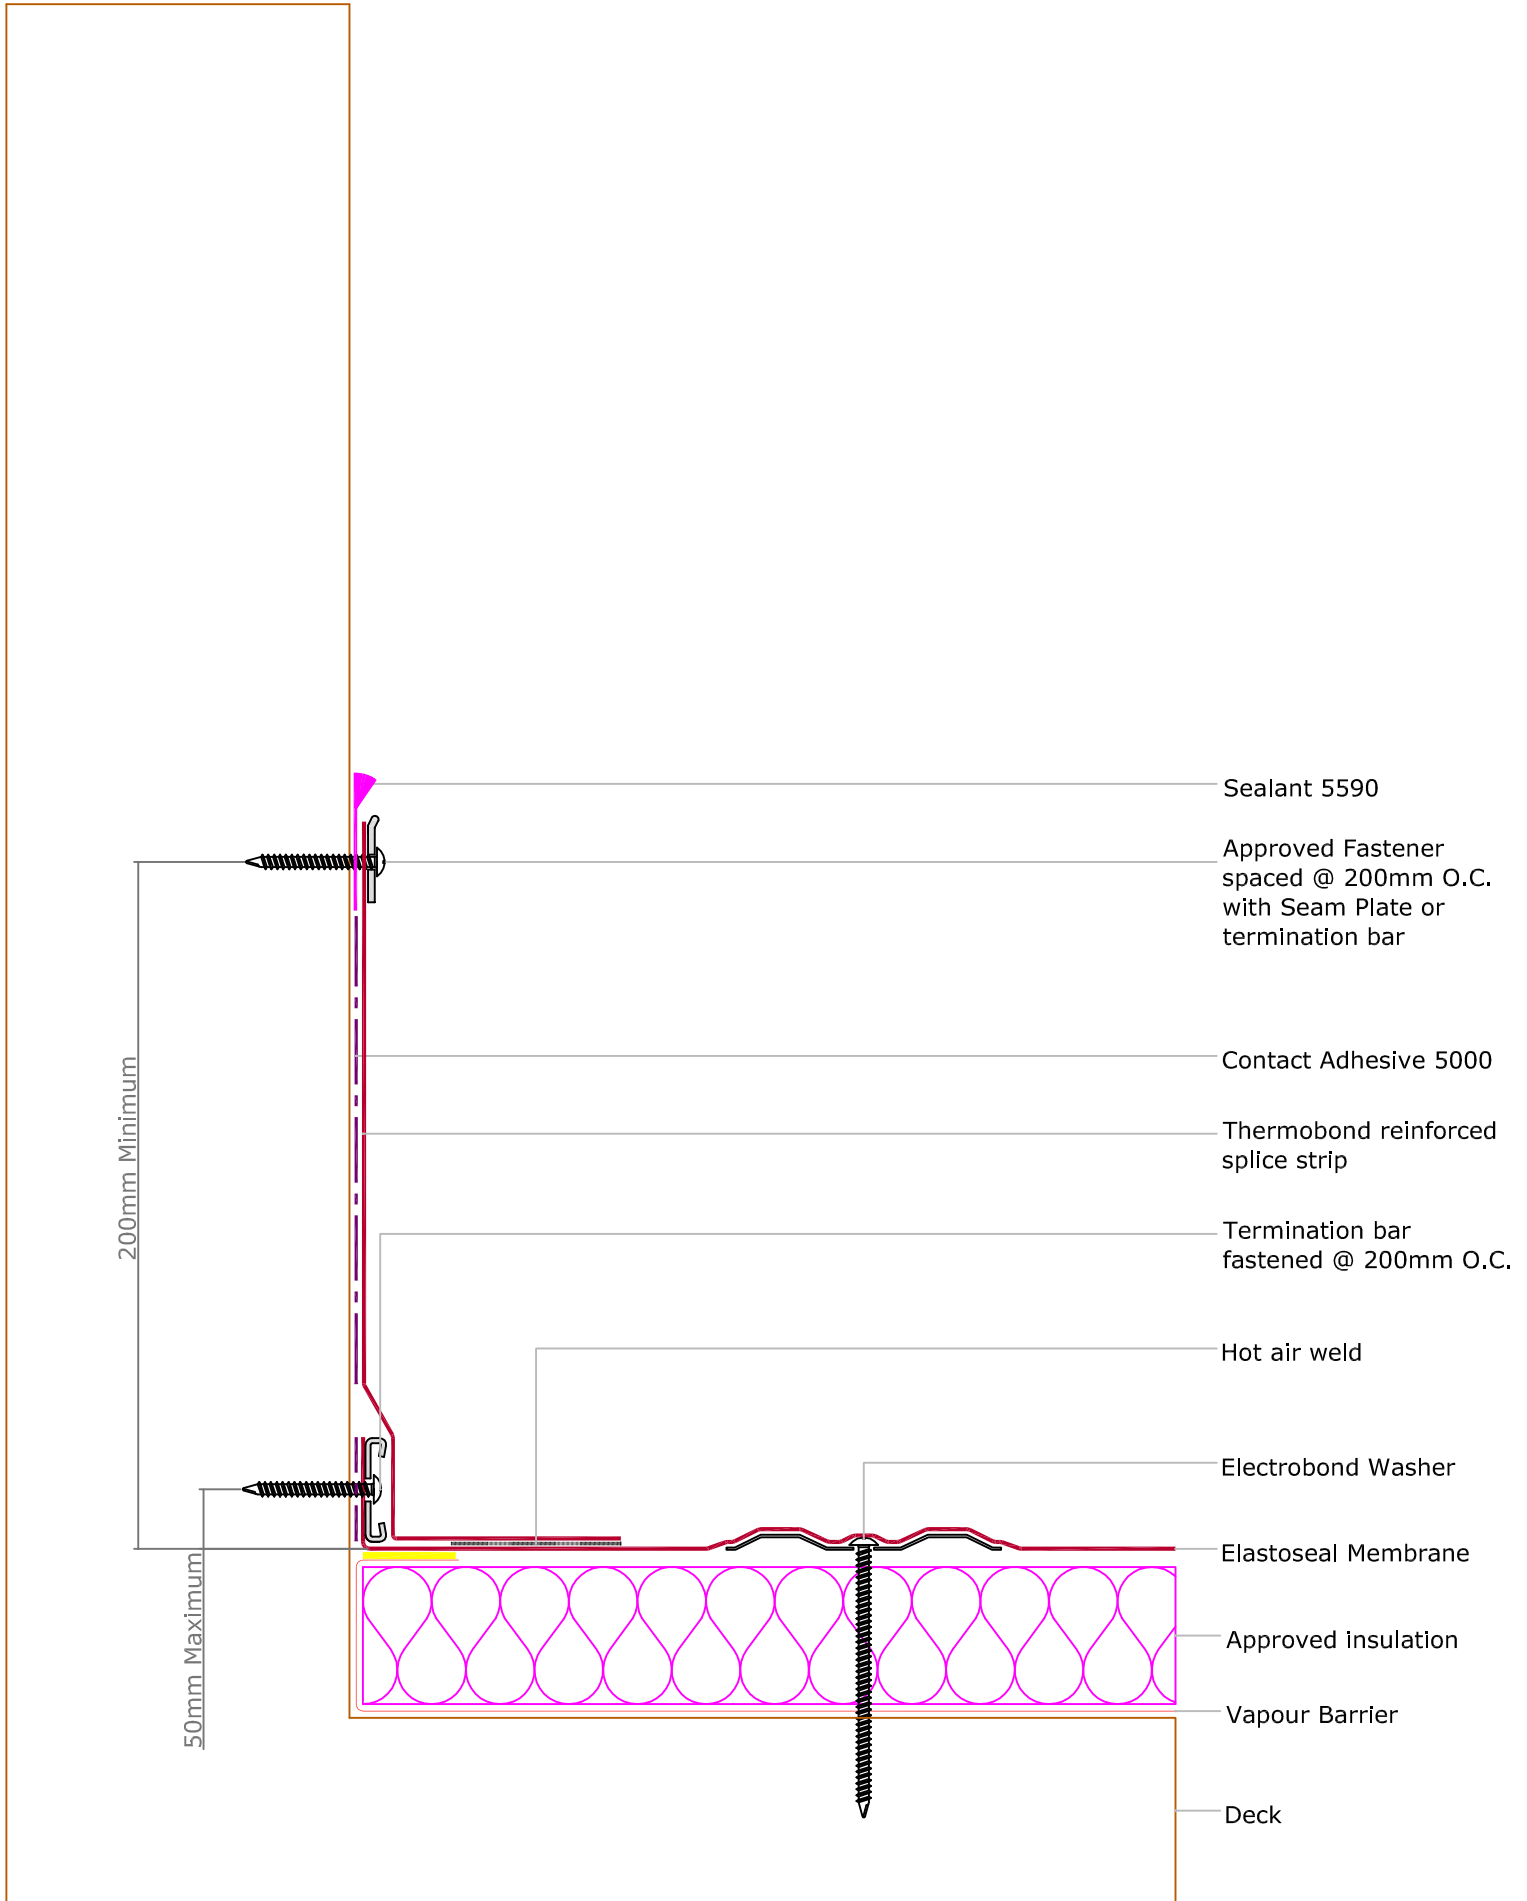 Sealant 5590
Approved Fastener
spaced @ 200mm O.C.
with Seam Plate or
termination bar
Contact Adhesive 5000
Thermobond reinforced
splice strip
Termination bar
fastened @ 200mm O.C.
Hot air weld
Electrobond Washer
Elastoseal Membrane
Approved insulation
Vapour Barrier
Deck
200mm Minimum
50mm Maximum